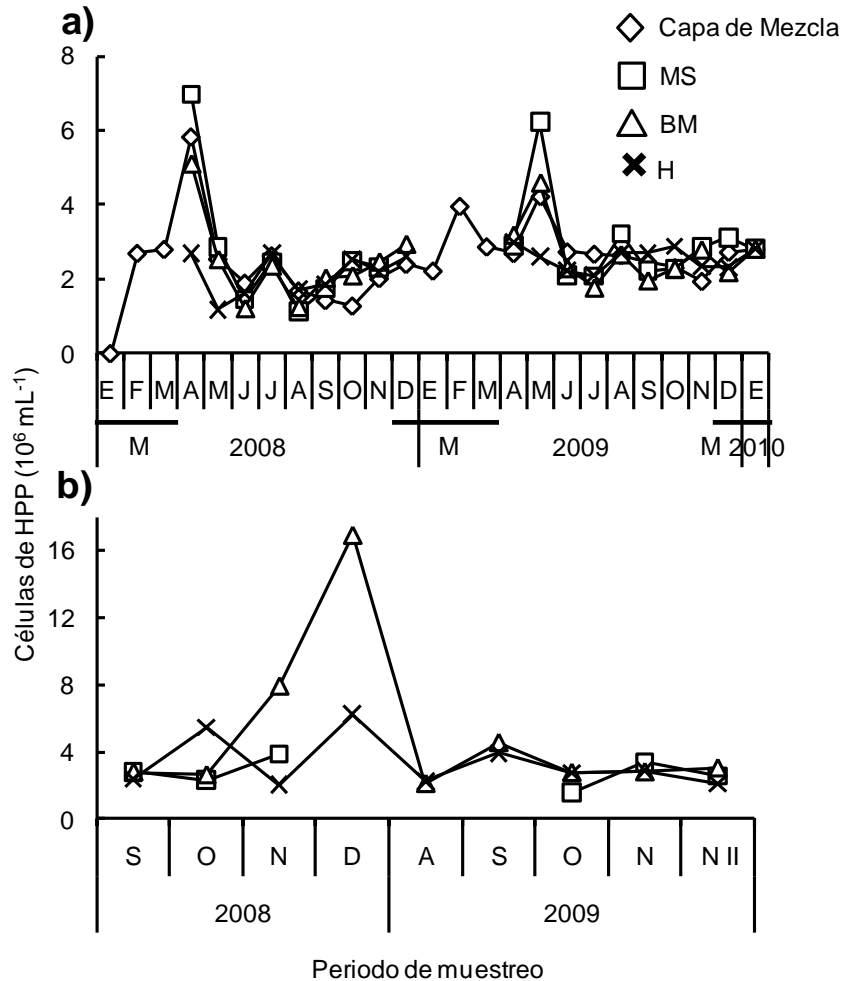 a)
Capa de Mezcla
MS
BM
H
8
6
4
2
0
E F M A M J J A S O N D E F M A M J J A S O N D E
M 2008 M 2009 M 2010
Células de HPP (10⁶ mL⁻¹)
b)
16
12
8
4
0
S O N D A S O N N II
2008 2009
Periodo de muestreo